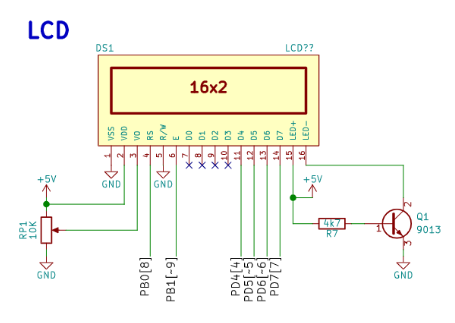 LCD
DS1 LCD??
16x2
VSS VDD VO RS R/W E D0 D1 D2 D3 D4 D5 D6 D7 LED+ LED-
1 2 3 4 5 6 7 8 9 10 11 12 13 14 15 16
GND GND
+5V +5V
RP1
10K
GND
PB0[8]
PB1[~9]
PD4[4]
PD5[~5]
PD6[~6]
PD7[7]
4k7
R7
1
2
3
Q1
9013
GND